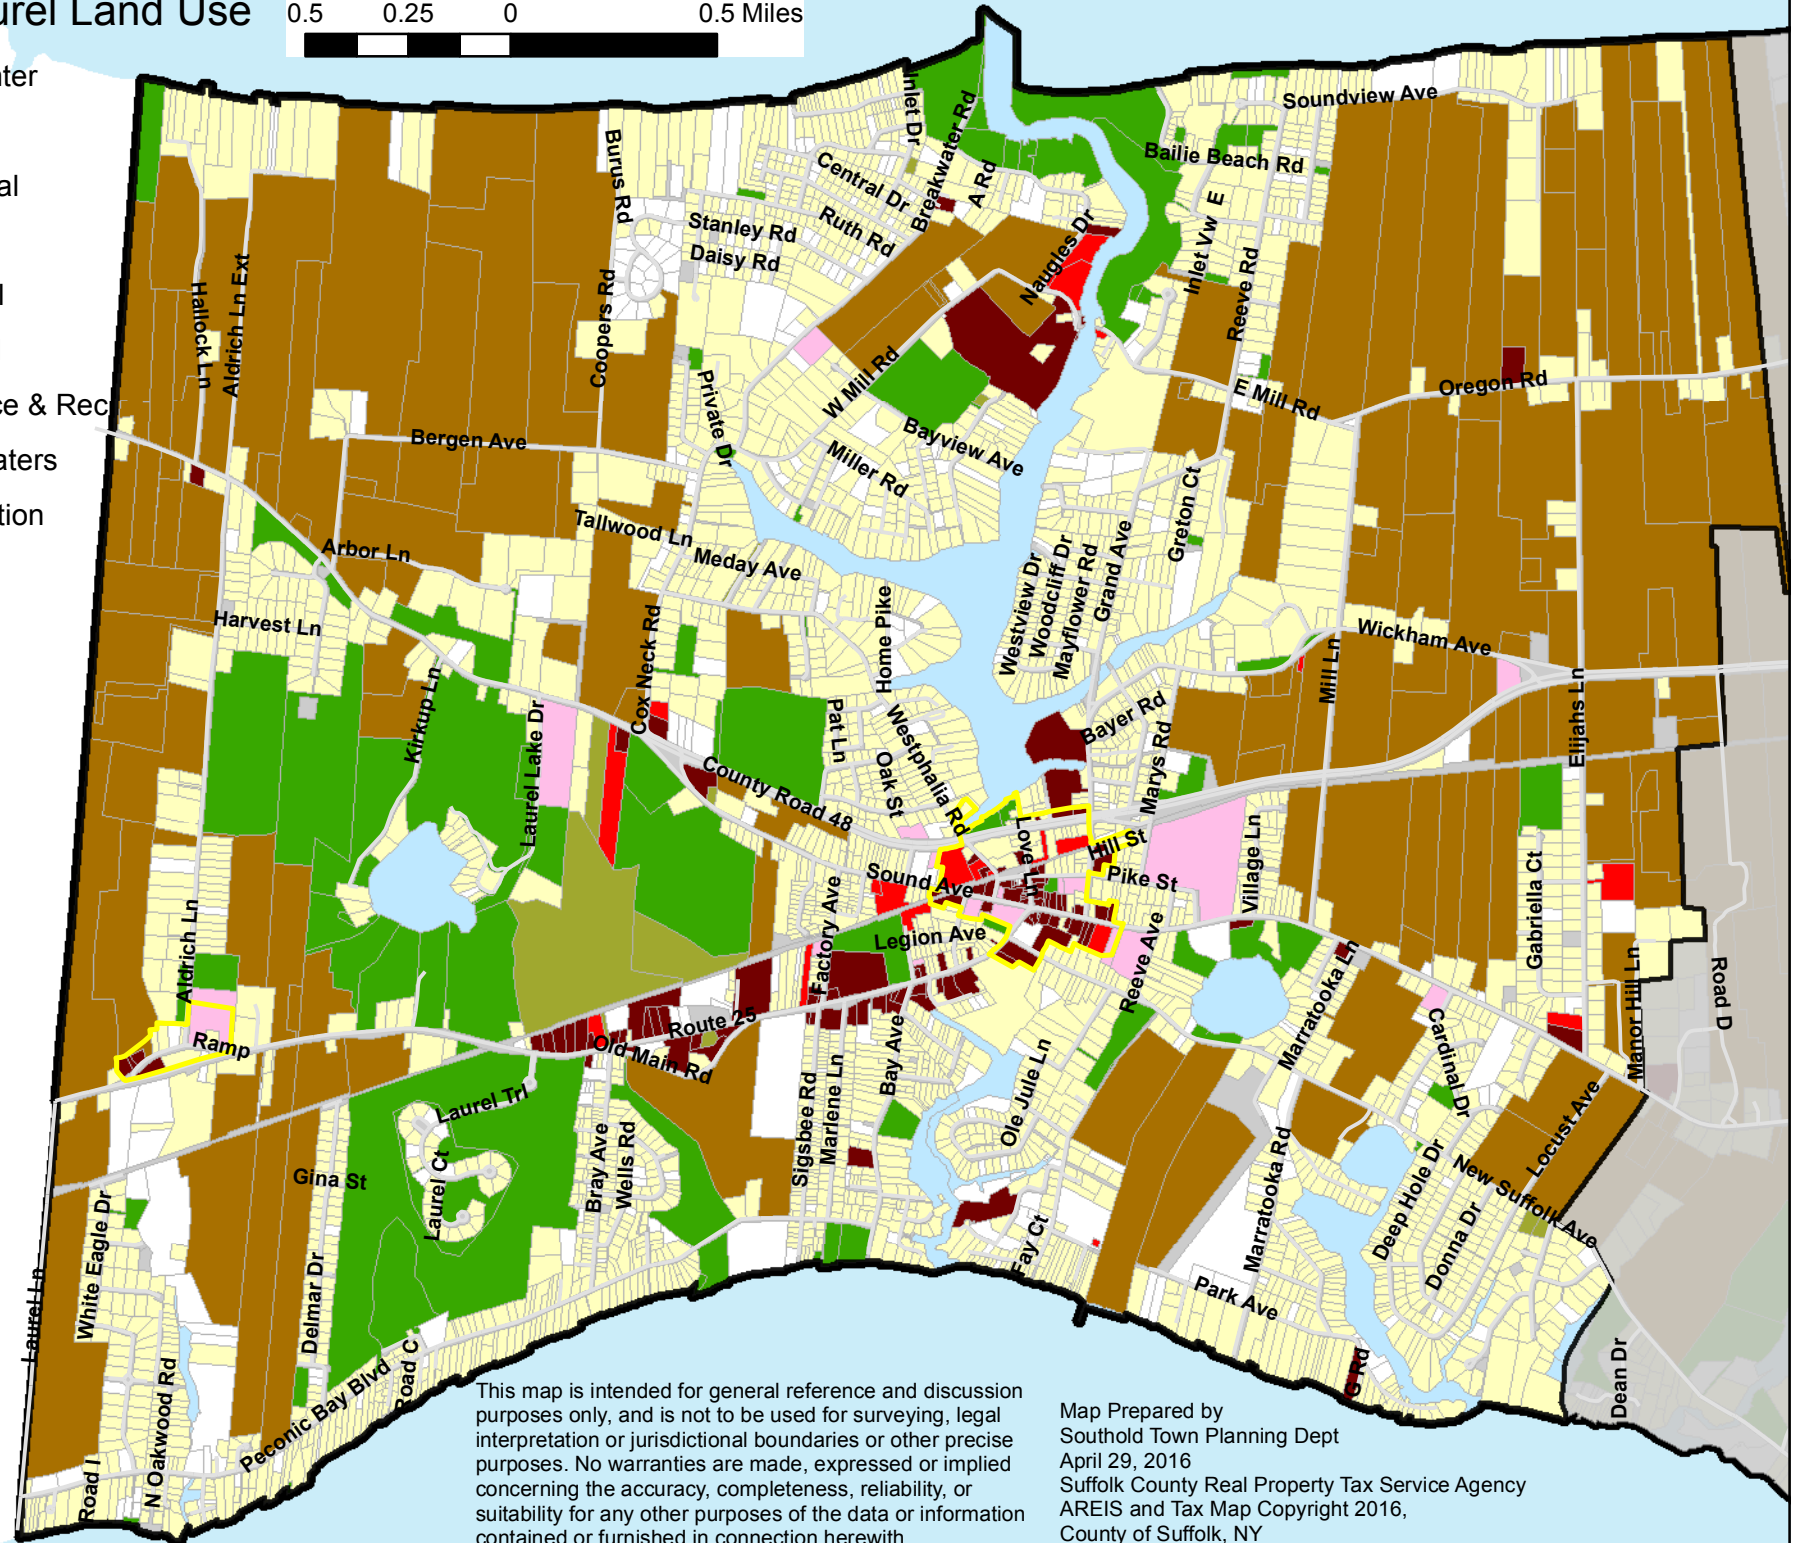 Land Use
0.5 0.25 0 0.5 Miles
Soundview Ave
Inlet Dr
Breakwater Rd
Burus Rd
Bailie Beach Rd
Central Dr
A Rd
Ruth Rd
Stanley Rd
Daisy Rd
Naugles Dr
Inlet Vw E
Reeve Rd
Hallock Ln
Aldrich Ln Ext
Coopers Rd
Private Dr
W Mill Rd
E Mill Rd
Oregon Rd
& Rec
Bergen Ave
Bayview Ave
Miller Rd
Greton Ct
Tallwood Ln
Arbor Ln
Meday Ave
Westview Dr
Woodcliff Dr
Mayflower Rd
Grand Ave
Harvest Ln
Cox Neck Rd
Home Pike
Wickham Ave
Mill Ln
Elijahs Ln
Kirkup Ln
Laurel Lake Dr
Pat Ln
Westphalia Rd
Oak St
Bayer Rd
Marys Rd
County Road 48
Love Ln
Hill St
Sound Ave
Pike St
Village Ln
Gabriella Ct
Factory Ave
Legion Ave
Aldrich Ln
Reeve Ave
Marratooka Ln
Manor Hill Ln
Road D
Ramp
Route 25
Old Main Rd
Cardinal Dr
Laurel Trl
Bay Ave
Ole Jule Ln
Sigsbee Rd
Marlene Ln
Locust Ave
Gina St
Laurel Ct
Bray Ave
Wells Rd
Marratooka Rd
Deep Hole Dr
New Suffolk Ave
Donna Dr
White Eagle Dr
Fay Ct
Delmar Dr
Park Ave
Laurel Ln
Peconic Bay Blvd
Road C
G Rd
Dean Dr
N Oakwood Rd
Road I
This map is intended for general reference and discussion
purposes only, and is not to be used for surveying, legal
interpretation or jurisdictional boundaries or other precise
purposes. No warranties are made, expressed or implied
concerning the accuracy, completeness, reliability, or
suitability for any other purposes of the data or information
contained or furnished in connection herewith
Map Prepared by
Southold Town Planning Dept
April 29, 2016
Suffolk County Real Property Tax Service Agency
AREIS and Tax Map Copyright 2016,
County of Suffolk, NY